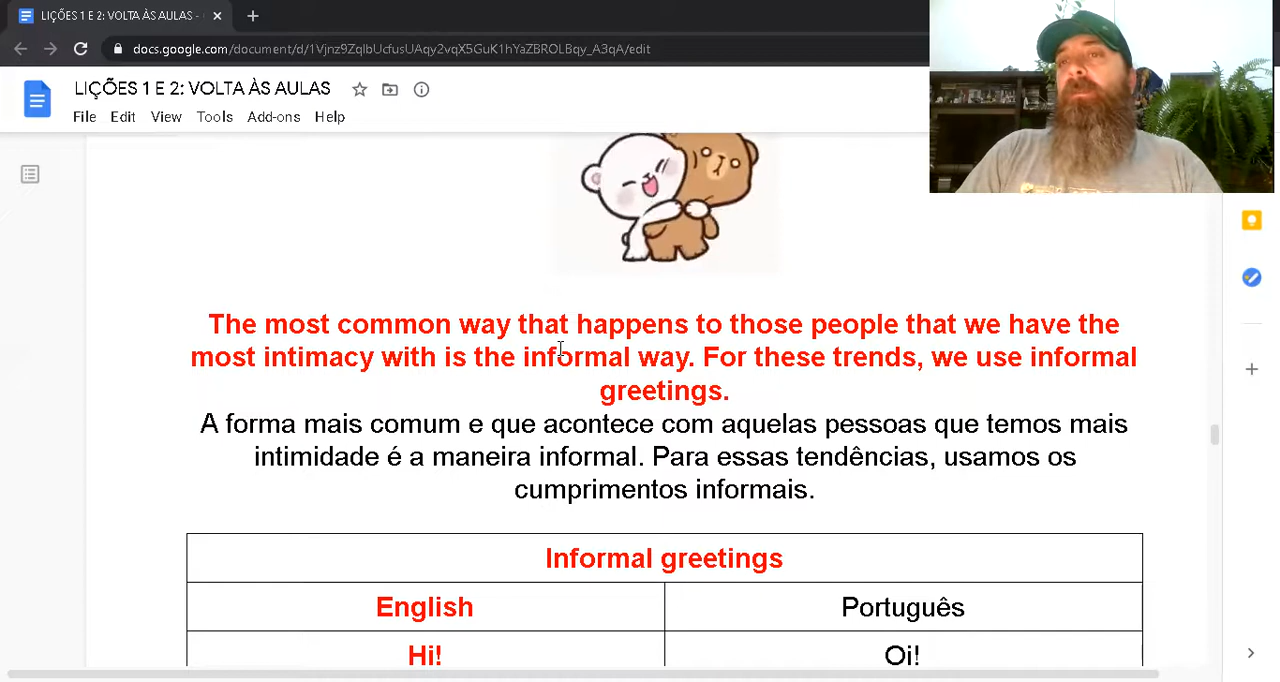 LIÇÕES 1 E 2: VOLTA ÀS AULAS -
docs.google.com/document/d/1Vjnz9ZqlbUcfusUAqy2vqX5GuK1hYaZBROLBqy_A3qA/edit
LIÇÕES 1 E 2: VOLTA ÀS AULAS
File Edit View Tools Add-ons Help
The most common way that happens to those people that we have the
most intimacy with is the informal way. For these trends, we use informal
greetings.
A forma mais comum e que acontece com aquelas pessoas que temos mais
intimidade é a maneira informal. Para essas tendências, usamos os
cumprimentos informais.
Informal greetings
English Português
Hi! Oi!